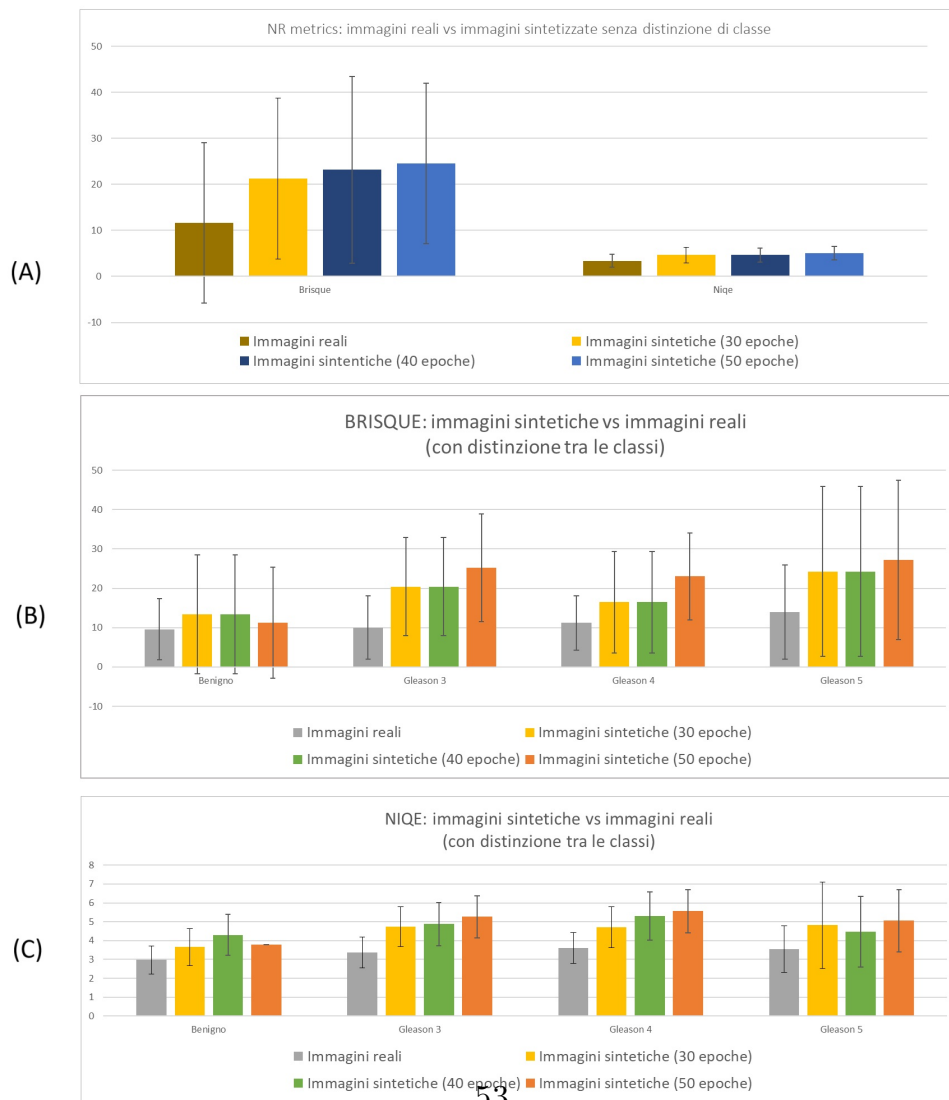 NR metrics: immagini reali vs immagini sintetizzate senza distinzione di classe
50
40
30
20
10
0
-10
Brisque
Niqe
(A)
Immagini reali
Immagini sintetiche (30 epoche)
Immagini sintentiche (40 epoche)
Immagini sintetiche (50 epoche)
BRISQUE: immagini sintetiche vs immagini reali
(con distinzione tra le classi)
50
40
30
20
10
0
-10
Benigno
Gleason 3
Gleason 4
Gleason 5
(B)
Immagini reali
Immagini sintetiche (30 epoche)
Immagini sintetiche (40 epoche)
Immagini sintetiche (50 epoche)
NIQE: immagini sintetiche vs immagini reali
(con distinzione tra le classi)
8
7
6
5
4
3
2
1
0
Benigno
Gleason 3
Gleason 4
Gleason 5
(C)
Immagini reali
Immagini sintetiche (30 epoche)
Immagini sintetiche (40 epoche)
Immagini sintetiche (50 epoche)
53